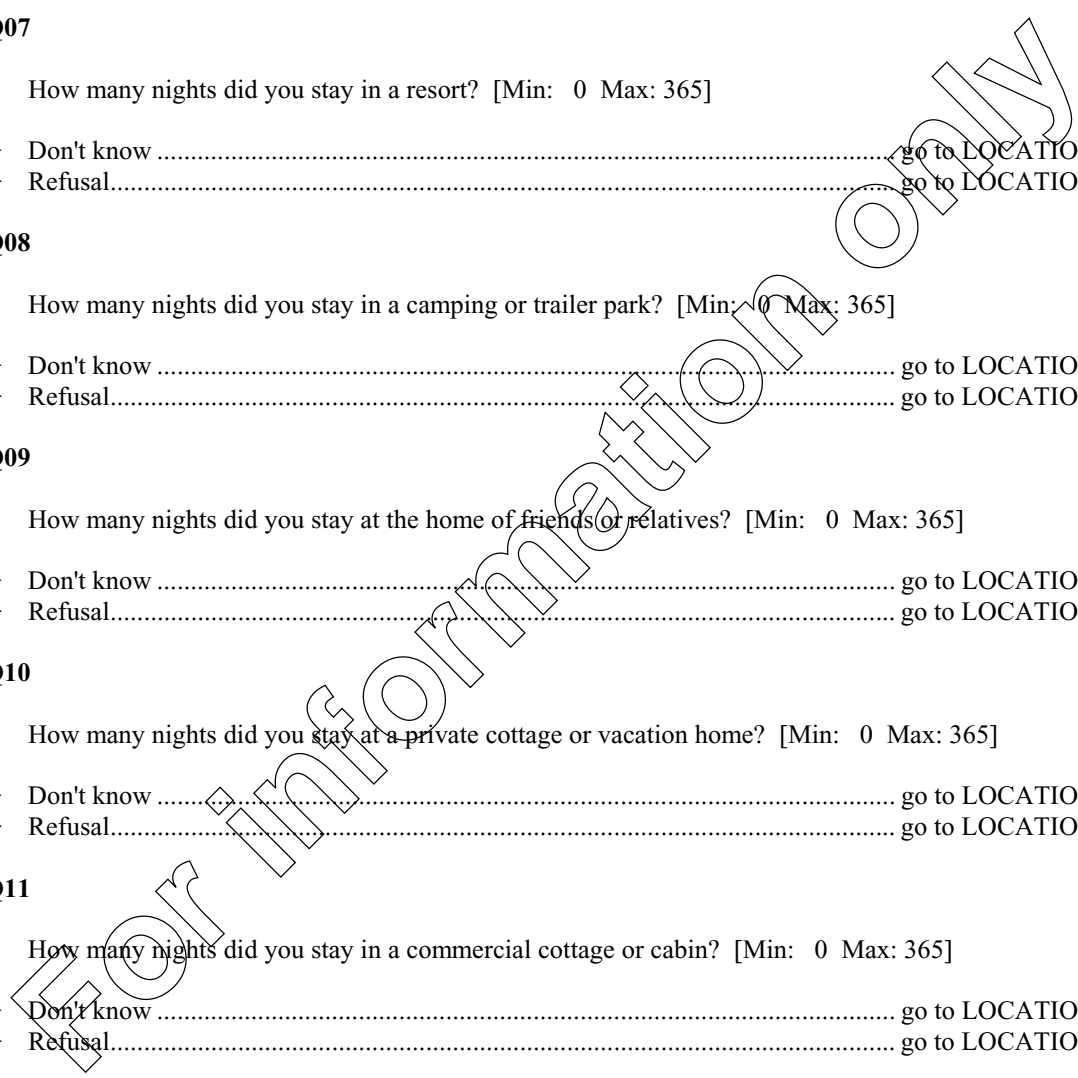 Q07
How many nights did you stay in a resort? [Min: 0 Max: 365]
Don't know ........ go to LOCATIO
Refusal........ go to LOCATIO
Q08
How many nights did you stay in a camping or trailer park? [Min: 0 Max: 365]
Don't know ........ go to LOCATIO
Refusal........ go to LOCATIO
Q09
How many nights did you stay at the home of friends or relatives? [Min: 0 Max: 365]
Don't know ........ go to LOCATIO
Refusal........ go to LOCATIO
Q10
How many nights did you stay at a private cottage or vacation home? [Min: 0 Max: 365]
Don't know ........ go to LOCATIO
Refusal........ go to LOCATIO
Q11
How many nights did you stay in a commercial cottage or cabin? [Min: 0 Max: 365]
Don't know ........ go to LOCATIO
Refusal........ go to LOCATIO
For information only